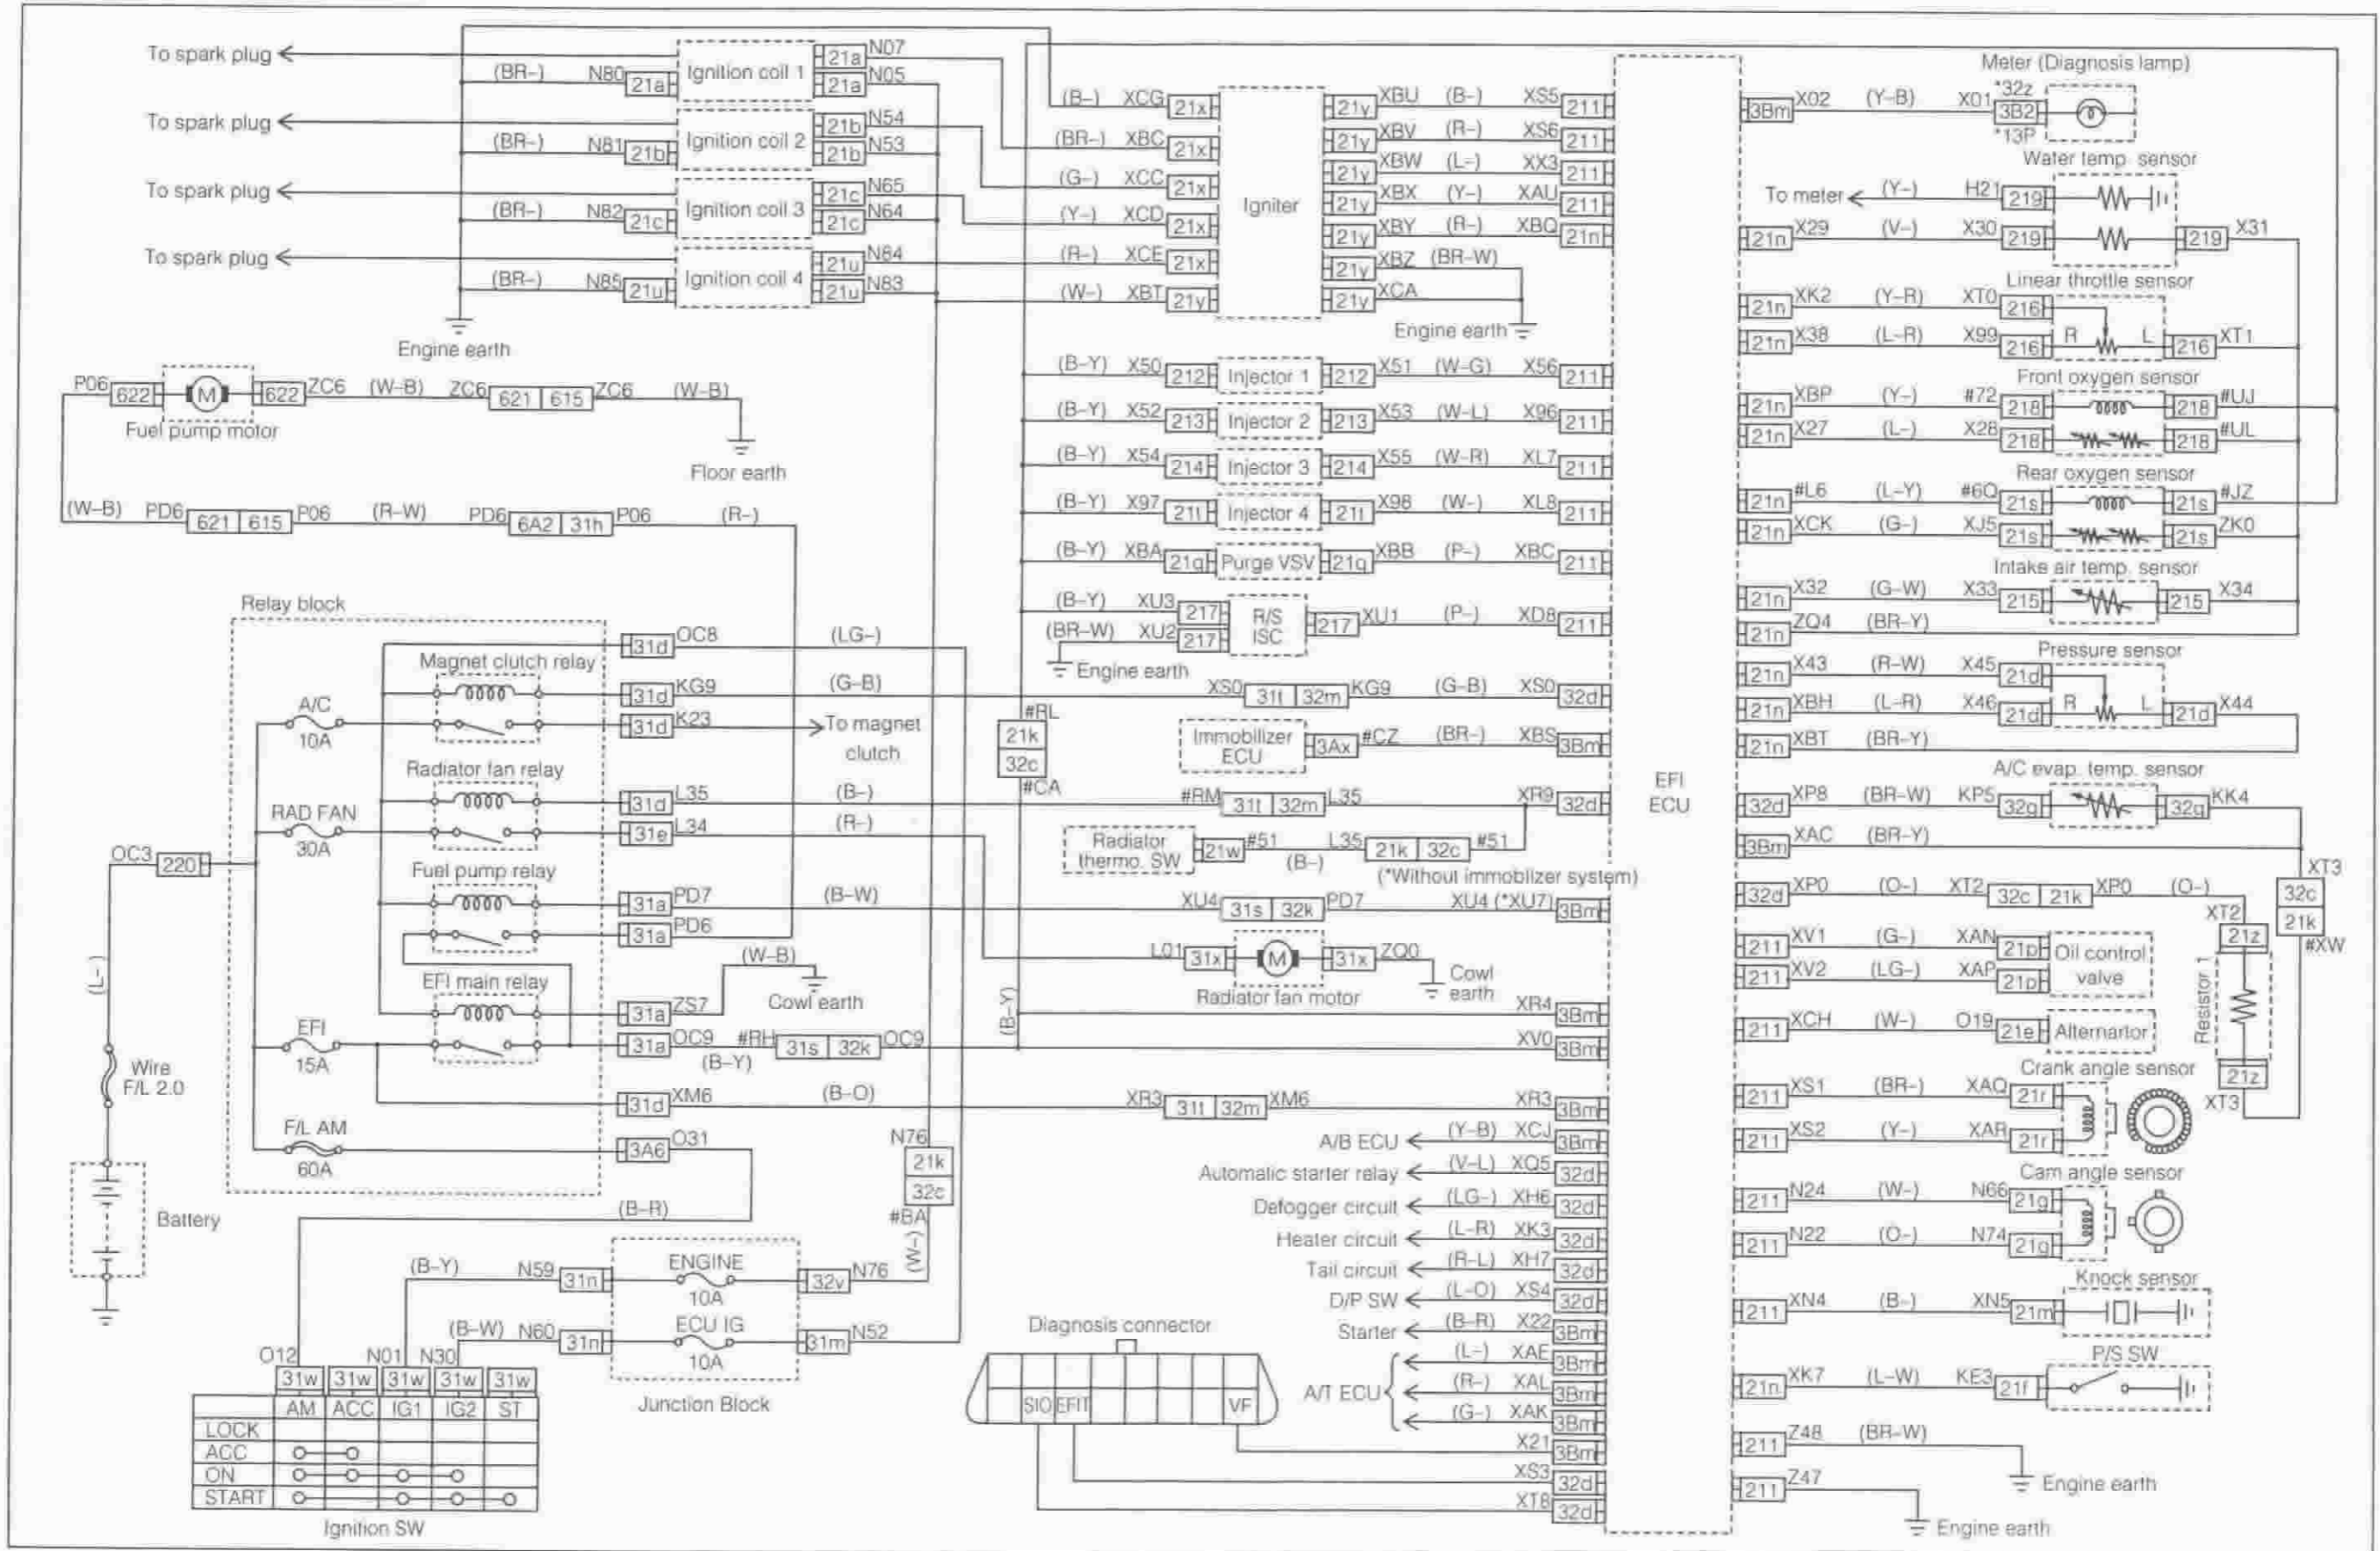 To spark plug
(BR-) N80 21a Ignition coil 1 21a N07
21a N05
To spark plug
(BR-) N81 21b Ignition coil 2 21b N54
21b N53
To spark plug
(BR-) N82 21c Ignition coil 3 21c N65
21c N64
To spark plug
(BR-) N85 21u Ignition coil 4 21u N84
21u N83
Engine earth
P06 622 M 622 ZC6 (W-B) ZC6 621 615 ZC6 (W-B)
Fuel pump motor
Floor earth
(W-B) PD6 621 615 P06 (R-W) PD6 6A2 31h P06 (R-)
Relay block
31d OC8 (LG-)
Magnet clutch relay
31d KG9 (G-B) XS0 31t 32m KG9 (G-B) XS0 32d
A/C
10A
31d K23 To magnet
clutch
Radiator fan relay
31d L35 (B-) #RM 31t 32m L35 XR9 32d
RAD FAN
30A
31e L34 (R-)
OC3 220
Fuel pump relay
31a PD7 (B-W) XU4 31s 32k PD7 XU4 (*XU7) 3Bm
31a PD6
(W-B)
Cowl earth
EFI main relay
31a ZS7
EFI
15A
31a OC9 #RH 31s 32k OC9 XV0 3Bm
(B-Y)
31d XM6 (B-O) XR3 31t 32m XM6 XR3 3Bm
F/L AM
60A
3A6 O31
(B-R)
(L-)
Wire
F/L 2.0
Battery
N76
21k
32c
#BA
(W-)
(B-Y) N59 31n ENGINE 32v N76
10A
(B-W) N60 31n ECU IG 31m N52
10A
Junction Block
O12 N01 N30
31w 31w 31w 31w 31w
AM ACC IG1 IG2 ST
LOCK
ACC
ON
START
Ignition SW
(B-) XCG 21x
(BR-) XBC 21x
(G-) XCC 21x
(Y-) XCD 21x
(R-) XCE 21x
(W-) XBT 21y
Igniter
21y XBU (B-) XS5 211
21y XBV (R-) XS6 211
21y XBW (L-) XX3 211
21y XBX (Y-) XAU 211
21y XBY (R-) XBQ 21n
21y XBZ (BR-W)
21y XCA
Engine earth
(B-Y) X50 212 Injector 1 212 X51 (W-G) X56 211
(B-Y) X52 213 Injector 2 213 X53 (W-L) X96 211
(B-Y) X54 214 Injector 3 214 X55 (W-R) XL7 211
(B-Y) X97 21t Injector 4 21t X98 (W-) XL8 211
(B-Y) XBA 21q Purge VSV 21q XBB (P-) XBC 211
(B-Y) XU3 217 R/S
ISC 217 XU1 (P-) XD8 211
(BR-W) XU2 217
Engine earth
#RL
21k
32c
#CA
Immobilizer
ECU 3Ax #CZ (BR-) XBS 3Bm
Radiator
thermo. SW 21w #51 (B-) L35 21k 32c #51
(*Without immobilizer system)
L01 31x M 31x ZQ0
Radiator fan motor
Cowl
earth
(B-Y)
XR4 3Bm
A/B ECU (Y-B) XCJ 3Bm
Automatic starter relay (V-L) XQ5 32d
Defogger circuit (LG-) XH6 32d
Heater circuit (L-R) XK3 32d
Tail circuit (R-L) XH7 32d
D/P SW (L-O) XS4 32d
Starter (B-R) X22 3Bm
A/T ECU
(L-) XAE 3Bm
(R-) XAL 3Bm
(G-) XAK 3Bm
X21 3Bm
XS3 32d
XT8 32d
Diagnosis connector
SIO EFIT VF
EFI
ECU
Meter (Diagnosis lamp)
3Bm X02 (Y-B) X01 *32z
3B2
*13P
Water temp. sensor
To meter (Y-) H21 219
21n X29 (V-) X30 219 219 X31
Linear throttle sensor
21n XK2 (Y-R) XT0 216
21n X38 (L-R) X99 216 R L 216 XT1
Front oxygen sensor
21n XBP (Y-) #72 218 218 #UJ
21n X27 (L-) X28 218 218 #UL
Rear oxygen sensor
21n #L6 (L-Y) #6Q 21s 21s #JZ
21n XCK (G-) XJ5 21s 21s ZK0
Intake air temp. sensor
21n X32 (G-W) X33 215 215 X34
21n ZQ4 (BR-Y)
Pressure sensor
21n X43 (R-W) X45 21d
21n XBH (L-R) X46 21d R L 21d X44
21n XBT (BR-Y)
A/C evap. temp. sensor
32d XP8 (BR-W) KP5 32g 32g KK4
3Bm XAC (BR-Y)
32d XP0 (O-) XT2 32c 21k XP0 (O-)
XT3
32c
21k
#XW
XT2
21z
Resistor 1
21z
XT3
211 XV1 (G-) XAN 21p Oil control
valve
211 XV2 (LG-) XAP 21p
211 XCH (W-) O19 21e Alternartor
Crank angle sensor
211 XS1 (BR-) XAQ 21r
211 XS2 (Y-) XAR 21r
Cam angle sensor
211 N24 (W-) N66 21g
211 N22 (O-) N74 21g
Knock sensor
211 XN4 (B-) XN5 21m
P/S SW
21n XK7 (L-W) KE3 21f
211 Z48 (BR-W)
Engine earth
211 Z47
Engine earth